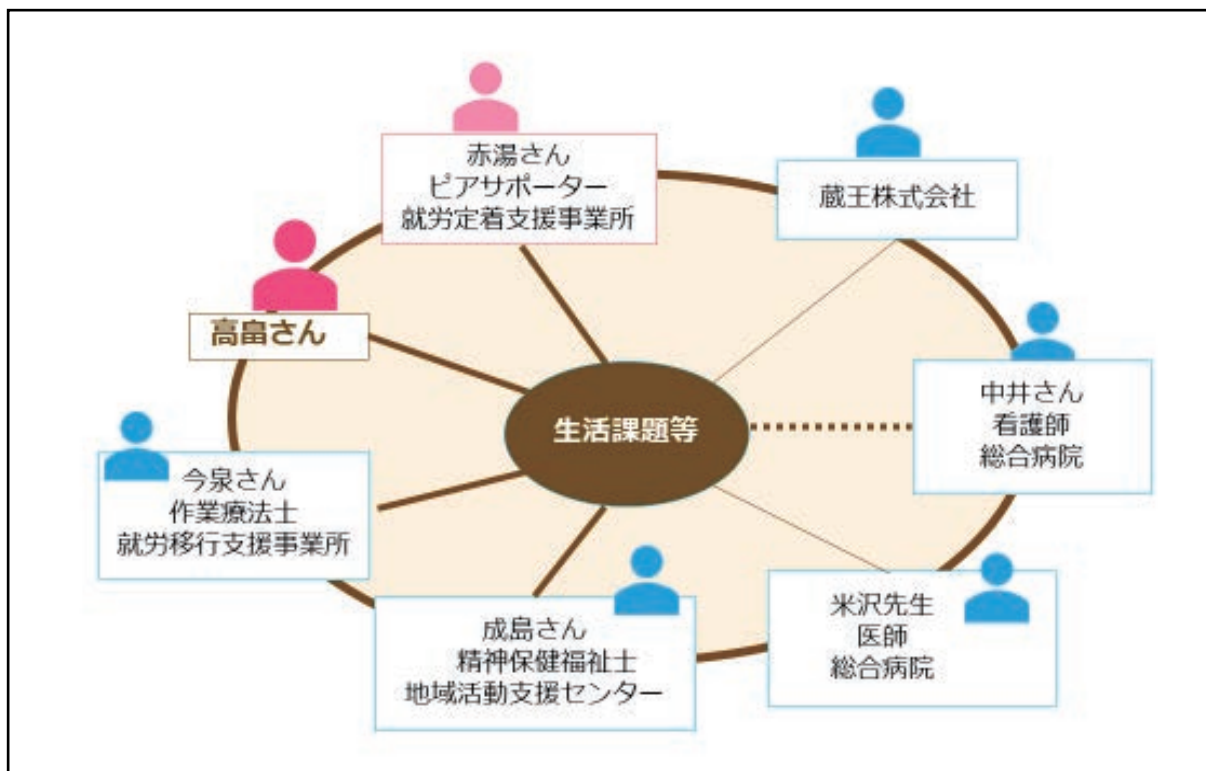 赤湯さん
ピアサポーター
就労定着支援事業所
蔵王株式会社
高畠さん
生活課題等
中井さん
看護師
総合病院
今泉さん
作業療法士
就労移行支援事業所
成島さん
精神保健福祉士
地域活動支援センター
米沢先生
医師
総合病院